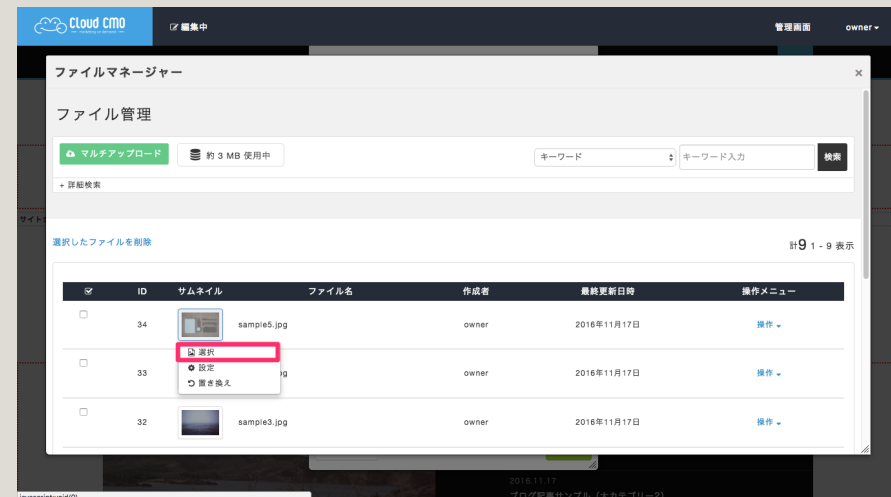 Cloud CMO
編集中
管理画面
owner
ファイルマネージャー
×
ファイル管理
マルチアップロード
約 3 MB 使用中
キーワード
キーワード入力
検索
+ 詳細検索
選択したファイルを削除
計9 1 - 9 表示
ID サムネイル ファイル名 作成者 最終更新日時 操作メニュー
34 sample5.jpg owner 2016年11月17日 操作
選択
設定
置き換え
33 owner 2016年11月17日 操作
32 sample3.jpg owner 2016年11月17日 操作
2016.11.17